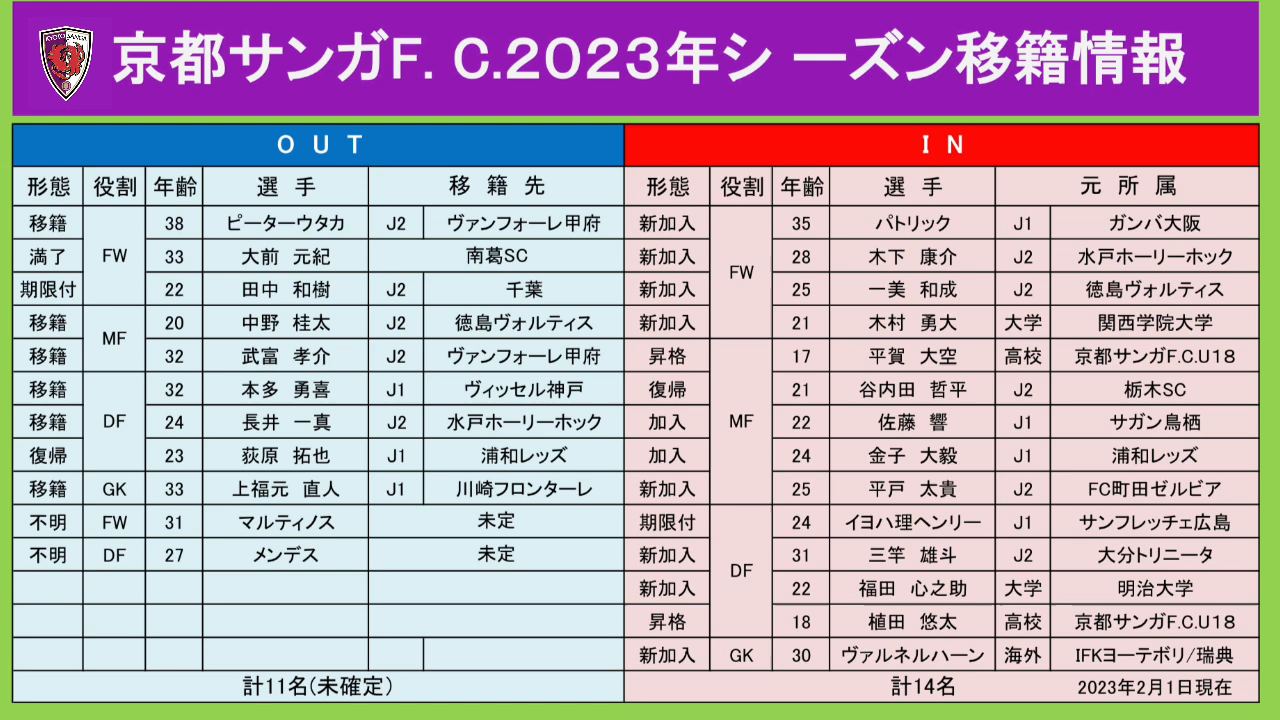 KYOTO SANGA
京都サンガF. C.2023年シ ーズン移籍情報
O U T
I N
形態 役割 年齢 選 手 移 籍 先
形態 役割 年齢 選 手 元 所 属
移籍 FW 38 ピーターウタカ J2 ヴァンフォーレ甲府
満了 33 大前 元紀 南葛SC
期限付 22 田中 和樹 J2 千葉
移籍 MF 20 中野 桂太 J2 徳島ヴォルティス
移籍 32 武富 孝介 J2 ヴァンフォーレ甲府
移籍 DF 32 本多 勇喜 J1 ヴィッセル神戸
移籍 24 長井 一真 J2 水戸ホーリーホック
復帰 23 荻原 拓也 J1 浦和レッズ
移籍 GK 33 上福元 直人 J1 川崎フロンターレ
不明 FW 31 マルティノス 未定
不明 DF 27 メンデス 未定
計11名(未確定)
新加入 FW 35 パトリック J1 ガンバ大阪
新加入 28 木下 康介 J2 水戸ホーリーホック
新加入 25 一美 和成 J2 徳島ヴォルティス
新加入 21 木村 勇大 大学 関西学院大学
昇格 MF 17 平賀 大空 高校 京都サンガF.C.U18
復帰 21 谷内田 哲平 J2 栃木SC
加入 22 佐藤 響 J1 サガン鳥栖
加入 24 金子 大毅 J1 浦和レッズ
新加入 25 平戸 太貴 J2 FC町田ゼルビア
期限付 DF 24 イヨハ理ヘンリー J1 サンフレッチェ広島
新加入 31 三竿 雄斗 J2 大分トリニータ
新加入 22 福田 心之助 大学 明治大学
昇格 18 植田 悠太 高校 京都サンガF.C.U18
新加入 GK 30 ヴァルネルハーン 海外 IFKヨーテボリ/瑞典
計14名 2023年2月1日現在